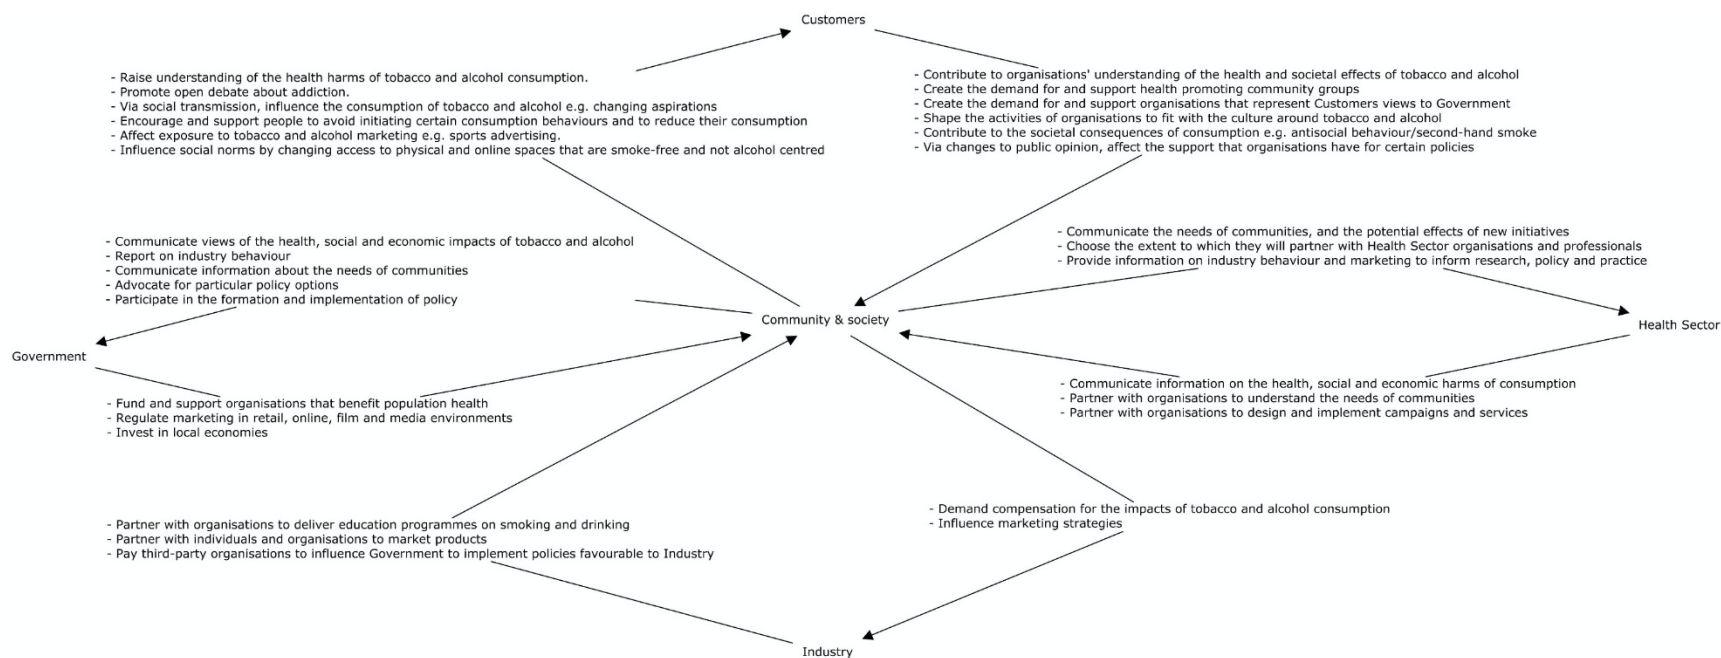 Customers
- Raise understanding of the health harms of tobacco and alcohol consumption.
- Promote open debate about addiction.
- Via social transmission, influence the consumption of tobacco and alcohol e.g. changing aspirations
- Encourage and support people to avoid initiating certain consumption behaviours and to reduce their consumption
- Affect exposure to tobacco and alcohol marketing e.g. sports advertising.
- Influence social norms by changing access to physical and online spaces that are smoke-free and not alcohol centred
- Contribute to organisations' understanding of the health and societal effects of tobacco and alcohol
- Create the demand for and support health promoting community groups
- Create the demand for and support organisations that represent Customers views to Government
- Shape the activities of organisations to fit with the culture around tobacco and alcohol
- Contribute to the societal consequences of consumption e.g. antisocial behaviour/second-hand smoke
- Via changes to public opinion, affect the support that organisations have for certain policies
- Communicate views of the health, social and economic impacts of tobacco and alcohol
- Report on industry behaviour
- Communicate information about the needs of communities
- Advocate for particular policy options
- Participate in the formation and implementation of policy
- Communicate the needs of communities, and the potential effects of new initiatives
- Choose the extent to which they will partner with Health Sector organisations and professionals
- Provide information on industry behaviour and marketing to inform research, policy and practice
Community & society
Health Sector
Government
- Fund and support organisations that benefit population health
- Regulate marketing in retail, online, film and media environments
- Invest in local economies
- Communicate information on the health, social and economic harms of consumption
- Partner with organisations to understand the needs of communities
- Partner with organisations to design and implement campaigns and services
- Partner with organisations to deliver education programmes on smoking and drinking
- Partner with individuals and organisations to market products
- Pay third-party organisations to influence Government to implement policies favourable to Industry
- Demand compensation for the impacts of tobacco and alcohol consumption
- Influence marketing strategies
Industry